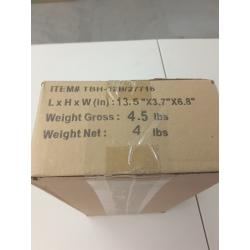 ITEM#
L x H x W (in) : 13.5 "X3.7"X6.8"
Weight Gross : 4.5 lbs
Weight Net : 4 lbs